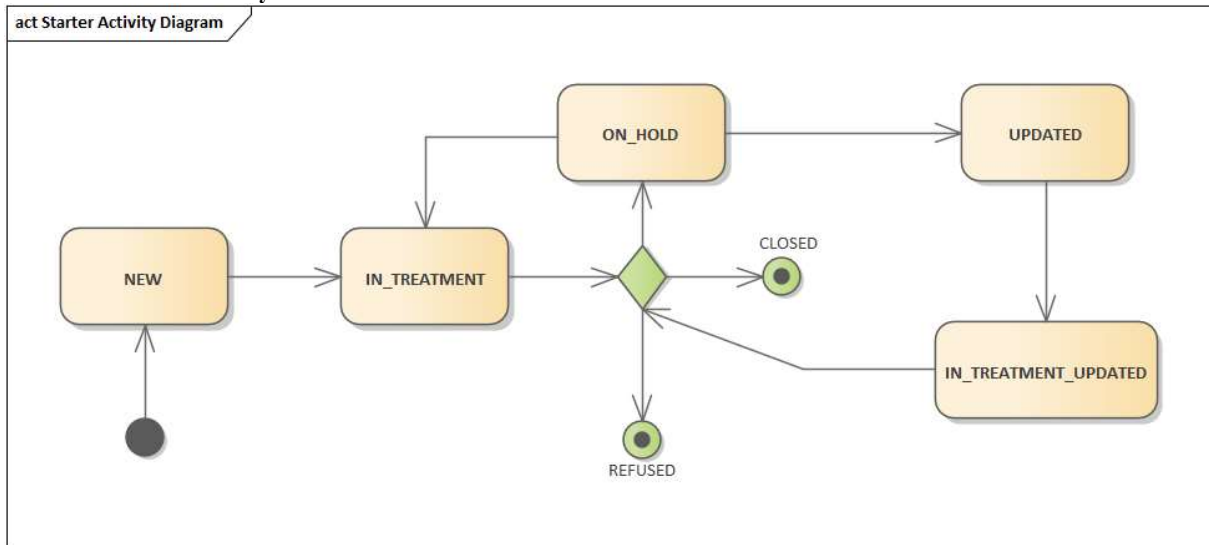 act Starter Activity Diagram
ON_HOLD
UPDATED
CLOSED
NEW
IN_TREATMENT
IN_TREATMENT_UPDATED
REFUSED